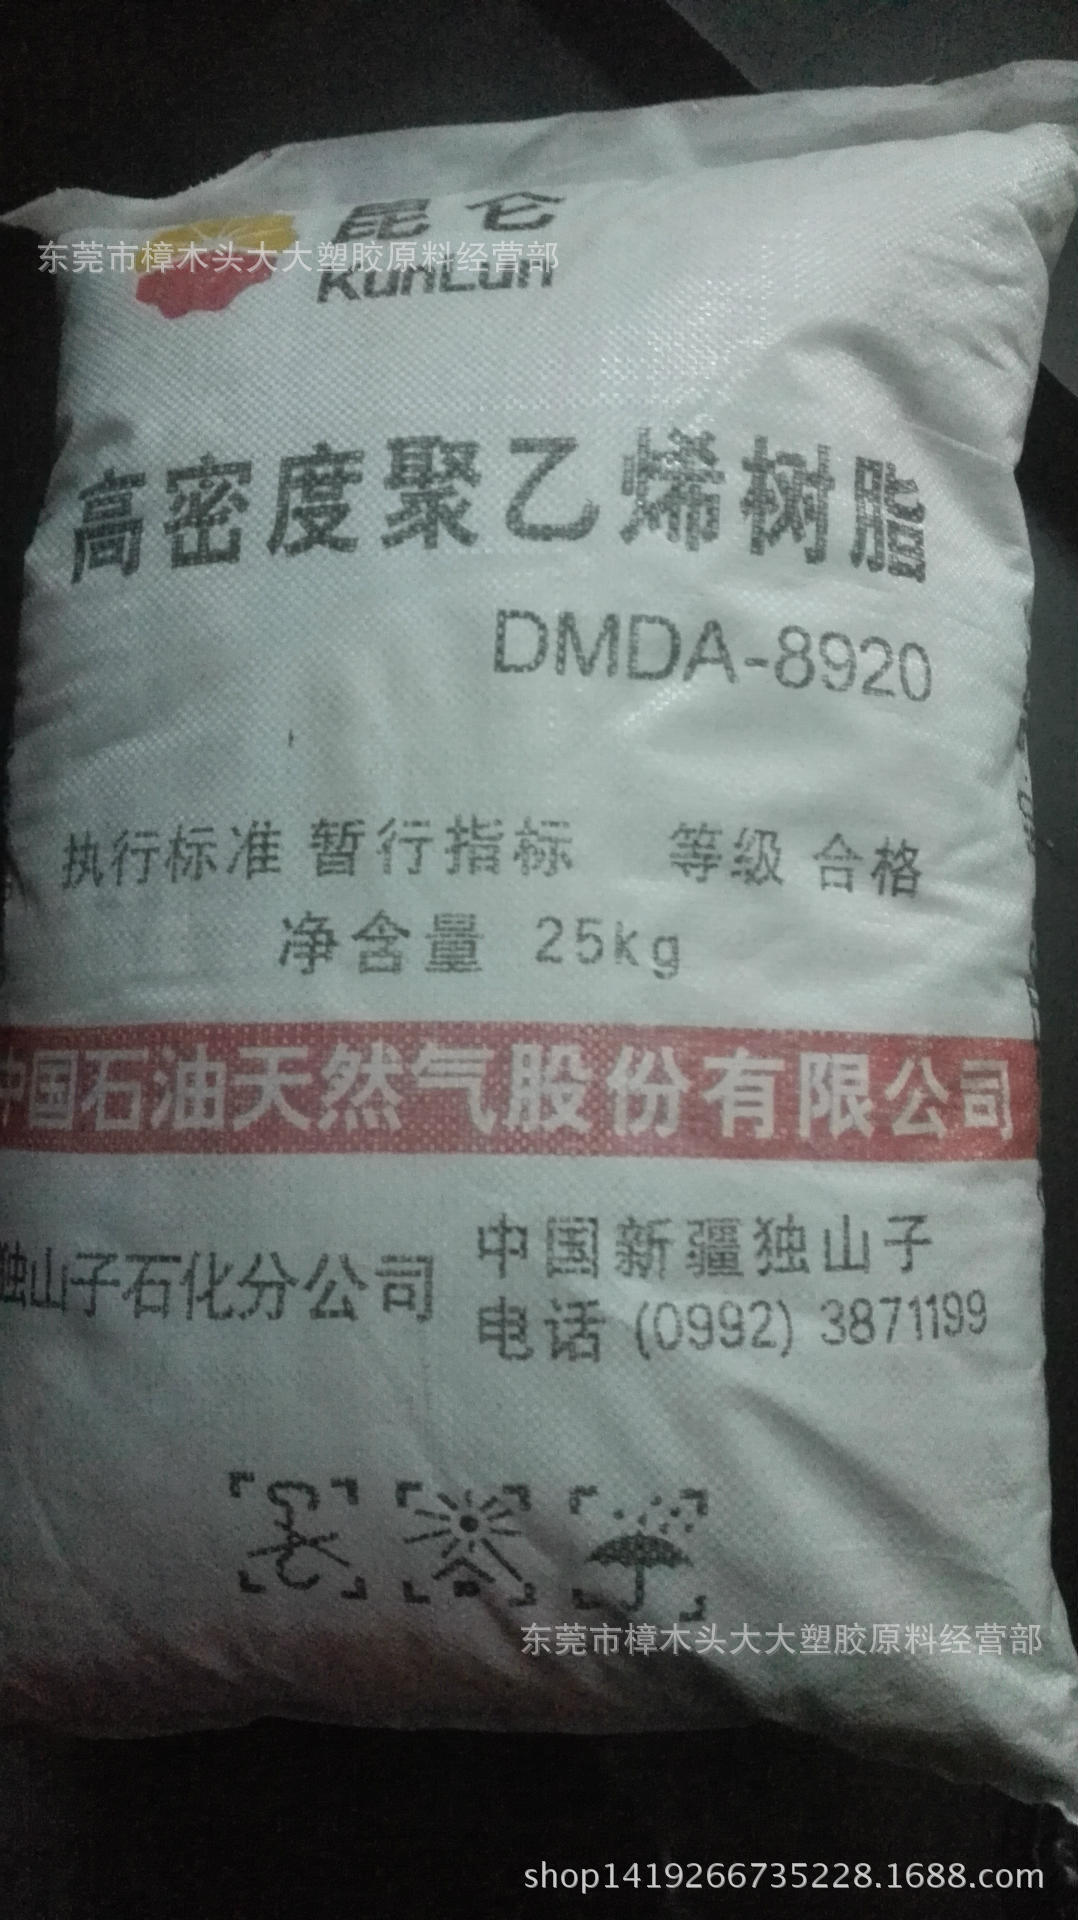 昆仑
东莞市樟木头大大塑胶原料经营部
KunLun
高密度聚乙烯树脂
DMDA-8920
执行标准 暂行指标 等级 合格
净含量 25kg
中国石油天然气股份有限公司
独山子石化分公司
中国新疆独山子
电话 (0992) 3871199
东莞市樟木头大大塑胶原料经营部
shop1419266735228.1688.com